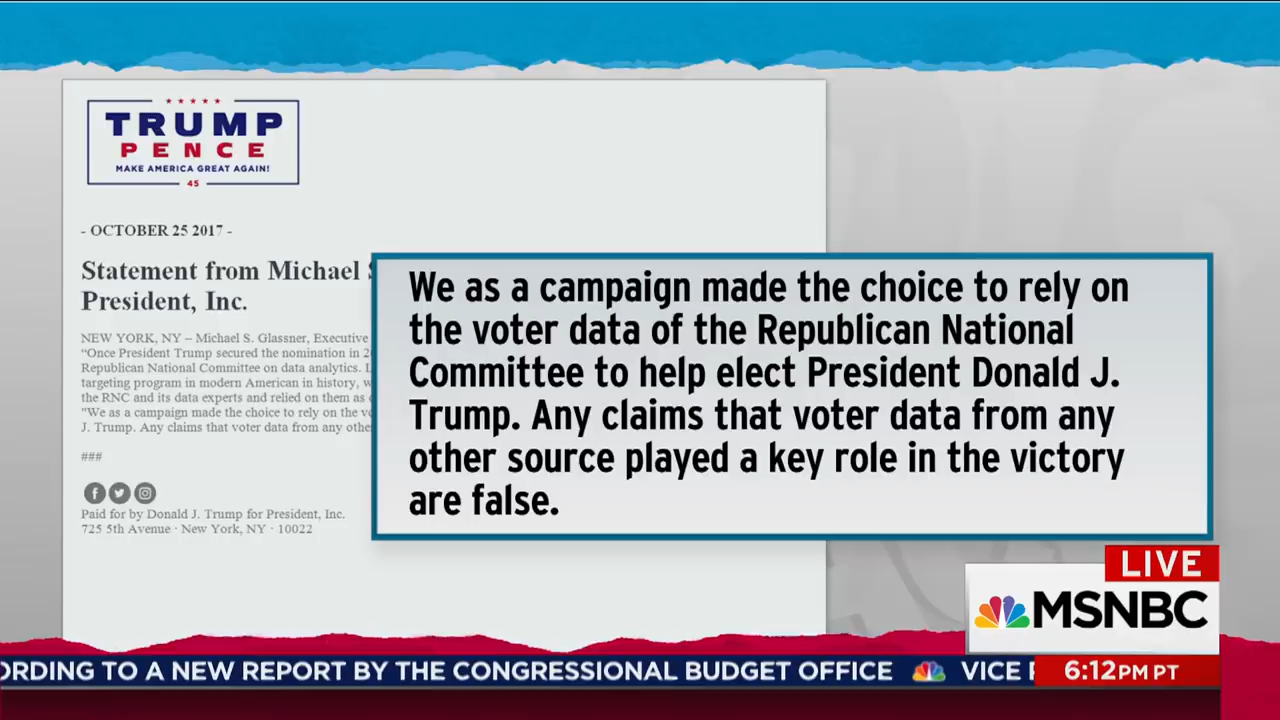 TRUMP
PENCE
MAKE AMERICA GREAT AGAIN!
45
- OCTOBER 25 2017 -
Statement from Michael
President, Inc.
NEW YORK, NY – Michael S. Glassner, Executive
“Once President Trump secured the nomination in
Republican National Committee on data analytics.
targeting program in modern American in history,
the RNC and its data experts and relied on them as
"We as a campaign made the choice to rely on the
J. Trump. Any claims that voter data from any
###
Paid for by Donald J. Trump for President, Inc.
725 5th Avenue · New York, NY · 10022
We as a campaign made the choice to rely on
the voter data of the Republican National
Committee to help elect President Donald J.
Trump. Any claims that voter data from any
other source played a key role in the victory
are false.
LIVE
MSNBC
ORDING TO A NEW REPORT BY THE CONGRESSIONAL BUDGET OFFICE VICE
6:12PM PT